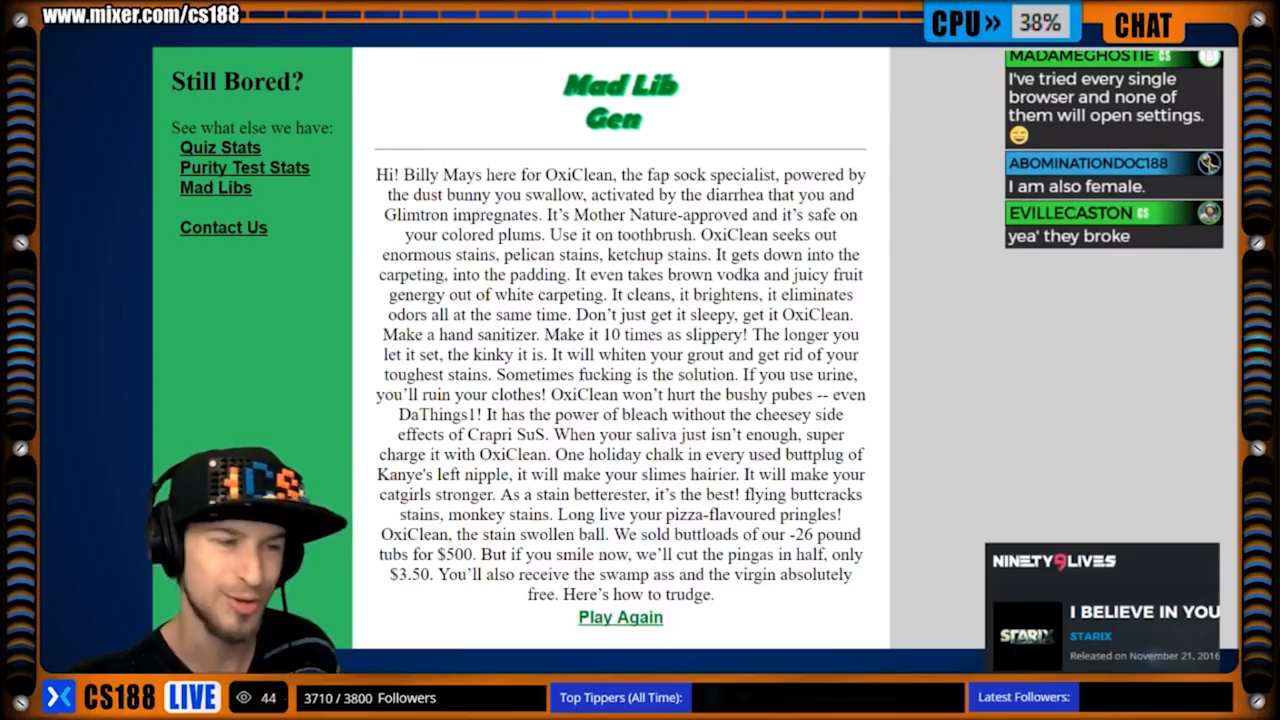 www.mixer.com/cs188
CPU»
38%
CHAT
Still Bored?
See what else we have:
Quiz Stats
Purity Test Stats
Mad Libs
Contact Us
Mad Lib
Gen
Hi! Billy Mays here for OxiClean, the fap sock specialist, powered by
the dust bunny you swallow, activated by the diarrhea that you and
Glimtron impregnates. It's Mother Nature-approved and it's safe on
your colored plums. Use it on toothbrush. OxiClean seeks out
enormous stains, pelican stains, ketchup stains. It gets down into the
carpeting, into the padding. It even takes brown vodka and juicy fruit
genergy out of white carpeting. It cleans, it brightens, it eliminates
odors all at the same time. Don't just get it sleepy, get it OxiClean.
Make a hand sanitizer. Make it 10 times as slippery! The longer you
let it set, the kinky it is. It will whiten your grout and get rid of your
toughest stains. Sometimes fucking is the solution. If you use urine,
you'll ruin your clothes! OxiClean won't hurt the bushy pubes -- even
DaThings1! It has the power of bleach without the cheesey side
effects of Crapri SuS. When your saliva just isn't enough, super
charge it with OxiClean. One holiday chalk in every used buttplug of
Kanye's left nipple, it will make your slimes hairier. It will make your
catgirls stronger. As a stain betterester, it's the best! flying buttcracks
stains, monkey stains. Long live your pizza-flavoured pringles!
OxiClean, the stain swollen ball. We sold buttloads of our -26 pound
tubs for $500. But if you smile now, we'll cut the pingas in half, only
$3.50. You'll also receive the swamp ass and the virgin absolutely
free. Here's how to trudge.
Play Again
MADAMEGHOSTIE CS
I've tried every single
browser and none of
them will open settings.
ABOMINATIONDOC188
I am also female.
EVILLECASTON CS
yea' they broke
NINETY9LIVES
STARIX
I BELIEVE IN YOU
STARIX
Released on November 21, 2016
CS
CS188 LIVE
44
3710 / 3800 Followers
Top Tippers (All Time):
Latest Followers: